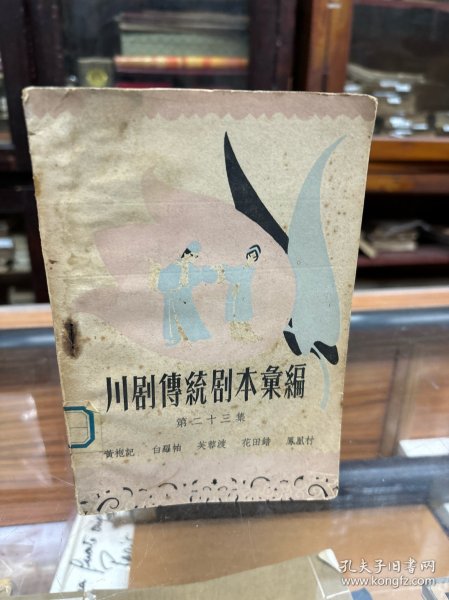 川剧傳統剧本彙編
第二十三集
黃袍記 白羅帕 芙蓉渡 花田錯 鳳凰村
孔夫子旧书网
www.kongfz.com